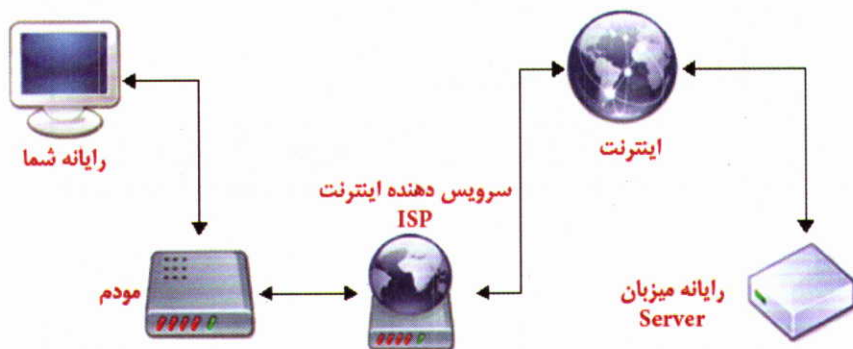 رایانه شما
مودم
سرویس دهنده اینترنت
ISP
اینترنت
رایانه میزبان
Server